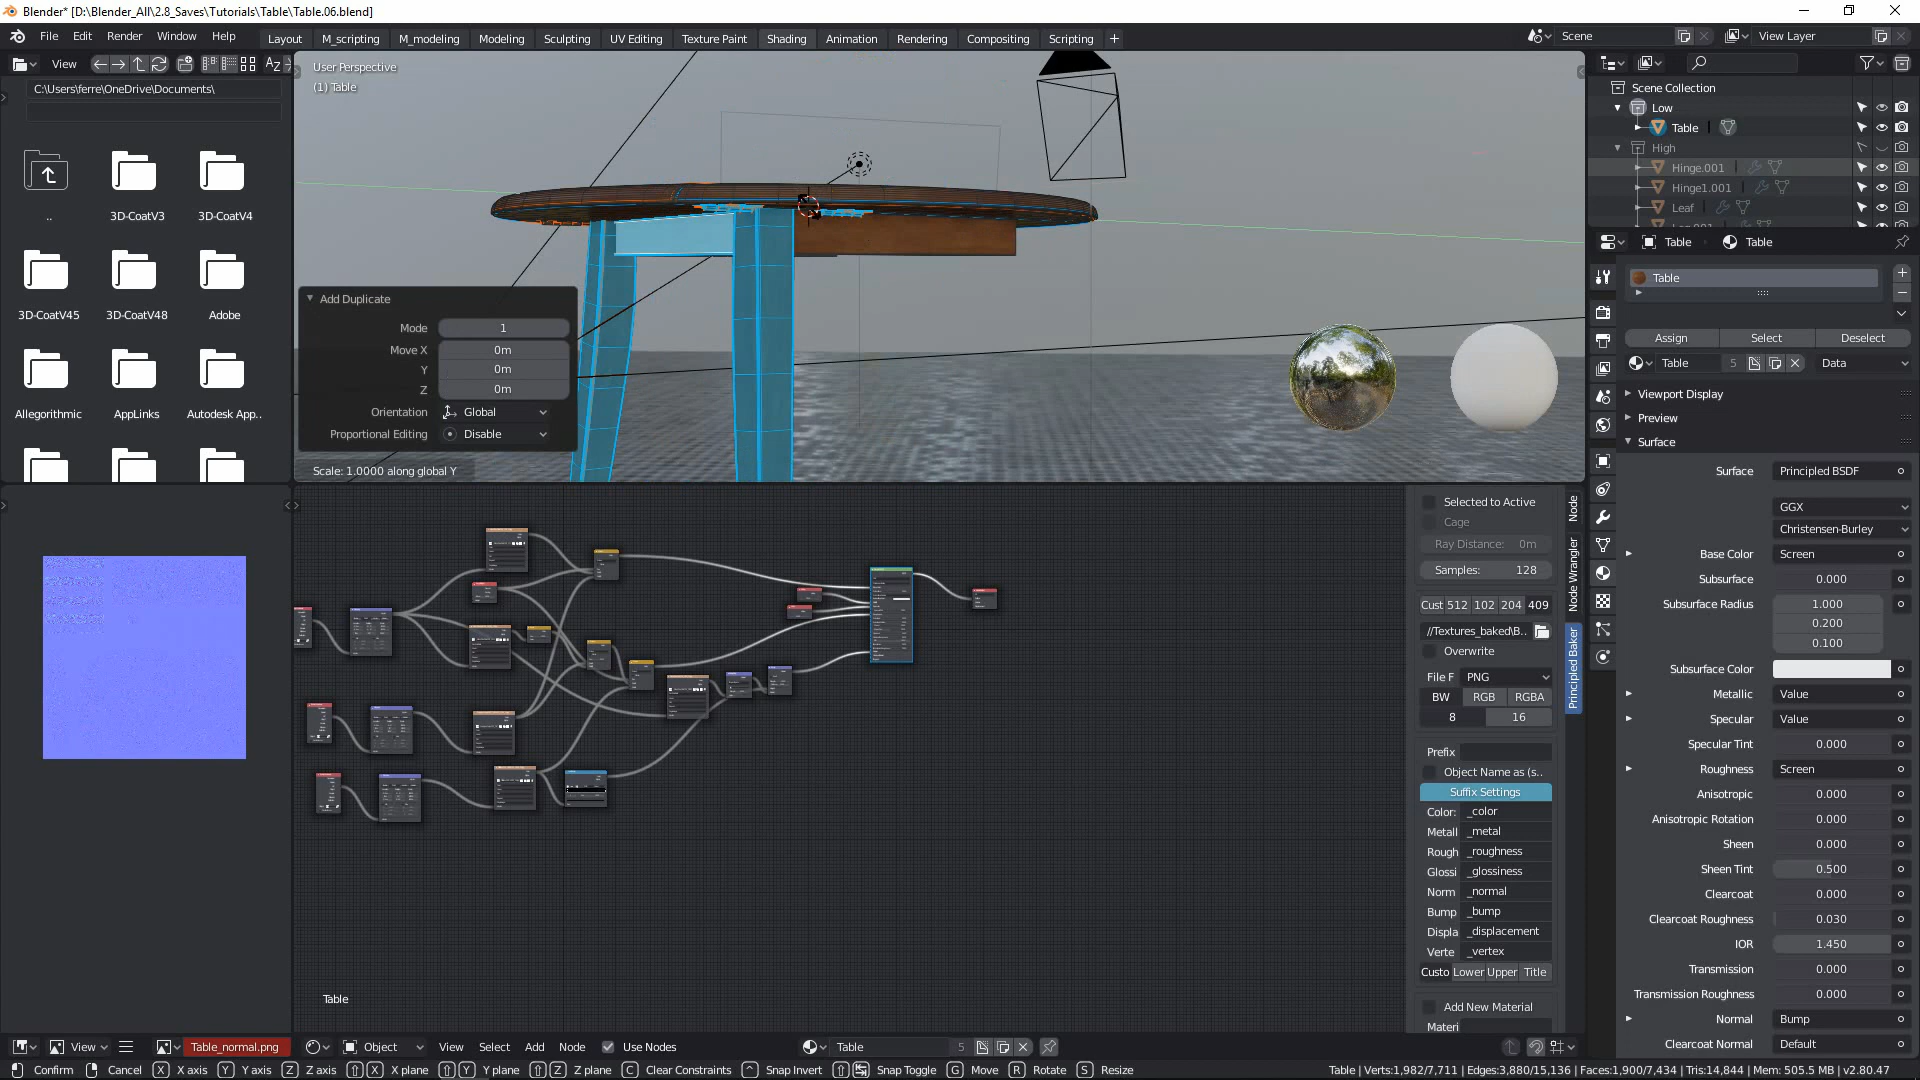 Blender* [D:\Blender_All\2.8_Saves\Tutorials\Table\Table.06.blend]
File Edit Render Window Help
Layout M_scripting M_modeling Modeling Sculpting UV Editing Texture Paint Shading Animation Rendering Compositing Scripting +
Scene
View Layer
View
C:\Users\ferre\OneDrive\Documents\
..
3D-CoatV3
3D-CoatV4
3D-CoatV45
3D-CoatV48
Adobe
Allegorithmic
AppLinks
Autodesk App..
User Perspective
(1) Table
Add Duplicate
Mode 1
Move X 0m
Y 0m
Z 0m
Orientation Global
Proportional Editing Disable
Scale: 1.0000 along global Y
Scene Collection
Low
Table
High
Hinge.001
Hinge1.001
Leaf
Table Table
Table
Assign Select Deselect
Table 5 Data
Viewport Display
Preview
Surface
Surface Principled BSDF
GGX
Christensen-Burley
Base Color Screen
Subsurface 0.000
Subsurface Radius 1.000
0.200
0.100
Subsurface Color
Metallic Value
Specular Value
Specular Tint 0.000
Roughness Screen
Anisotropic 0.000
Anisotropic Rotation 0.000
Sheen 0.000
Sheen Tint 0.500
Clearcoat 0.000
Clearcoat Roughness 0.030
IOR 1.450
Transmission 0.000
Transmission Roughness 0.000
Normal Bump
Clearcoat Normal Default
Selected to Active
Cage
Ray Distance: 0m
Samples: 128
Cust 512 102 204 409
//Textures_baked\B..
Overwrite
File F PNG
BW RGB RGBA
8 16
Prefix
Object Name as (s..
Suffix Settings
Color: _color
Metall _metal
Rough _roughness
Glossi _glossiness
Norm _normal
Bump _bump
Displa _displacement
Verte _vertex
Custo Lower Upper Title
Add New Material
Materi
Node
Node Wrangler
Principled Baker
Table
View
Table_normal.png
Object View Select Add Node Use Nodes
Table 5
Confirm Cancel X X axis Y Y axis Z Z axis X X plane Y Y plane Z Z plane C Clear Constraints Snap Invert Snap Toggle G Move R Rotate S Resize
Table | Verts:1,982/7,711 | Edges:3,880/15,136 | Faces:1,900/7,434 | Tris:14,844 | Mem: 505.5 MB | v2.80.47